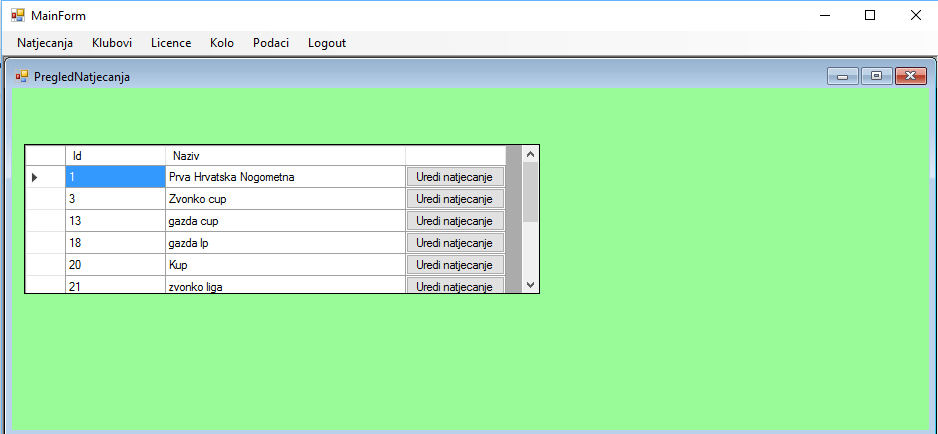 MainForm
Natjecanja Klubovi Licence Kolo Podaci Logout
PregledNatjecanja
Id Naziv
1 Prva Hrvatska Nogometna Uredi natjecanje
3 Zvonko cup Uredi natjecanje
13 gazda cup Uredi natjecanje
18 gazda lp Uredi natjecanje
20 Kup Uredi natjecanje
21 zvonko liga Uredi natjecanje